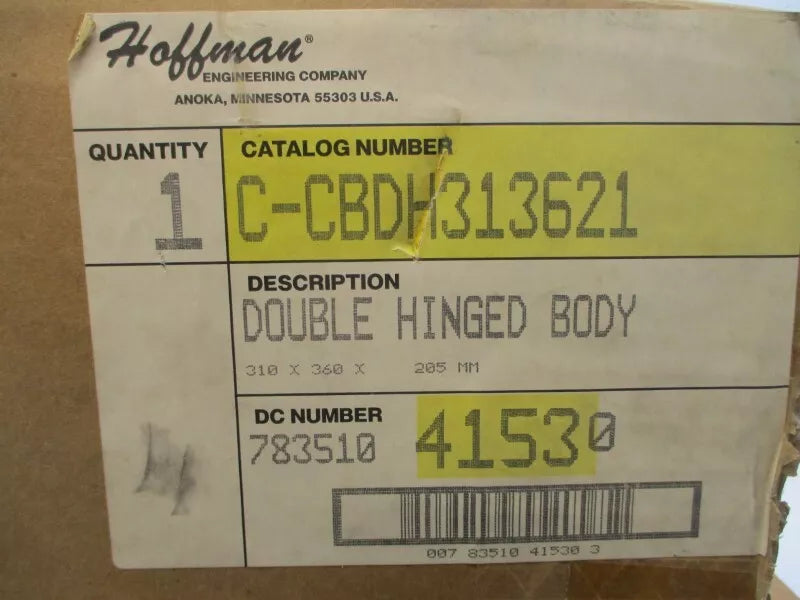 Hoffman®
ENGINEERING COMPANY
ANOKA, MINNESOTA 55303 U.S.A.
QUANTITY
1
CATALOG NUMBER
C-CBDH313621
DESCRIPTION
DOUBLE HINGED BODY
310 X 360 X 205 MM
DC NUMBER
783510 41530
007 83510 41530 3